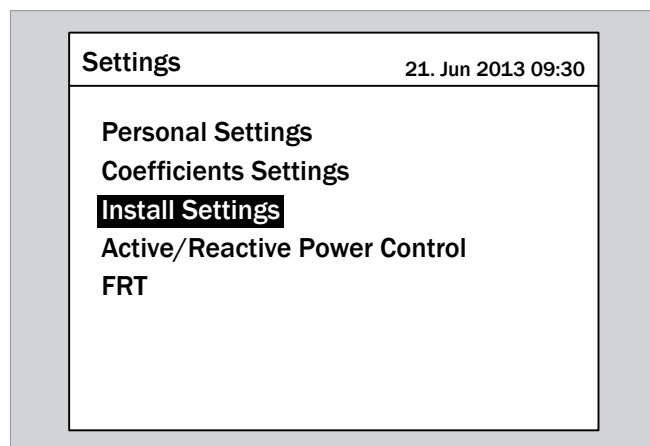 Settings 21. Jun 2013 09:30
Personal Settings
Coefficients Settings
Install Settings
Active/Reactive Power Control
FRT